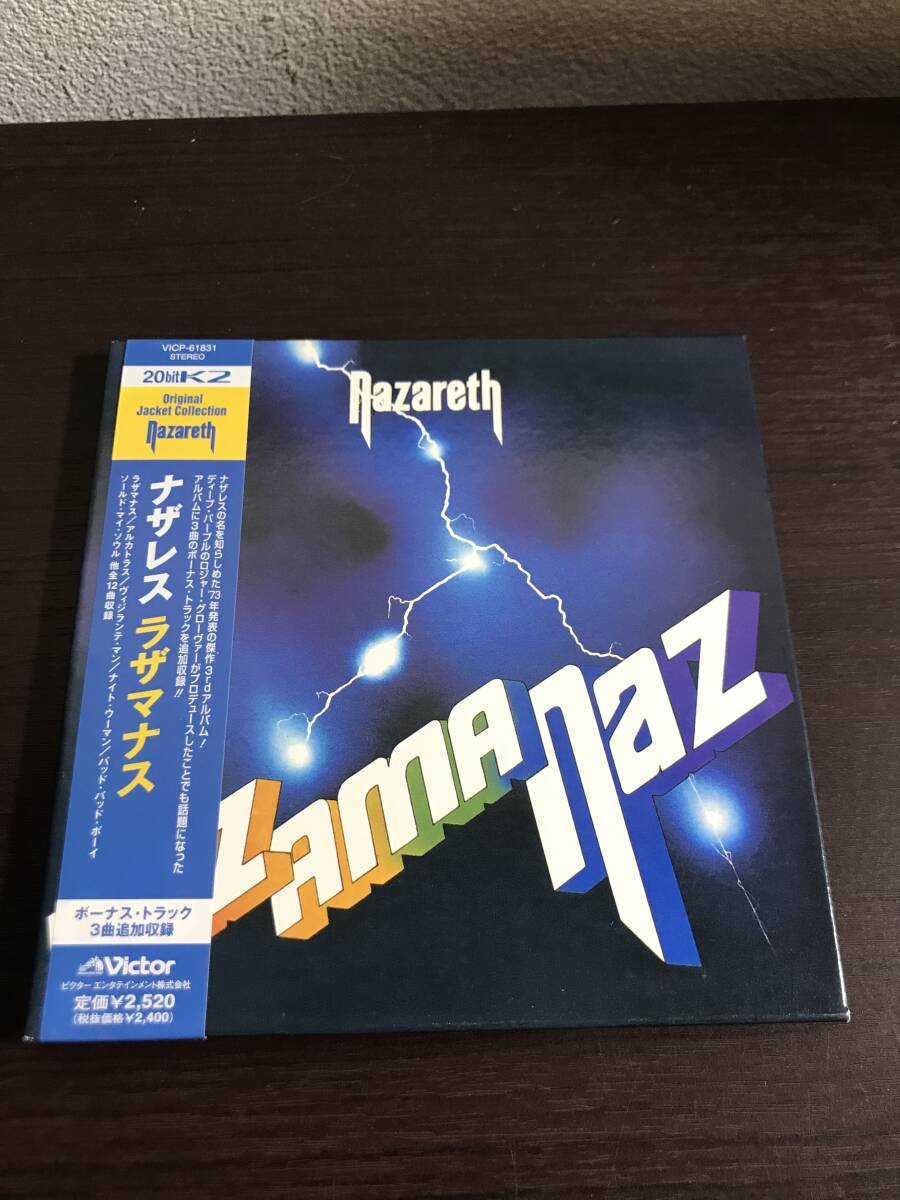 VICP-61831
STEREO
20bit K2
Original
Jacket Collection
nazareth
ナザレス ラザマナス
ナザレスの名を知らしめた'73年発表の傑作3rdアルバム!
ディープ・パープルのロジャー・グローヴァーがプロデュースしたことでも話題になった
アルバムに3曲のボーナス・トラックを追加収録!!
ラザマナス/アルカトラス/ヴィジランテ・マン/ナイト・ウーマン/バッド・バッド・ボーイ
ソールド・マイ・ソウル 他全12曲収録
ボーナス・トラック
3曲追加収録
Victor
ビクター エンタテインメント株式会社
定価¥2,520
(税抜価格¥2,400)
nazareth
zamanaz